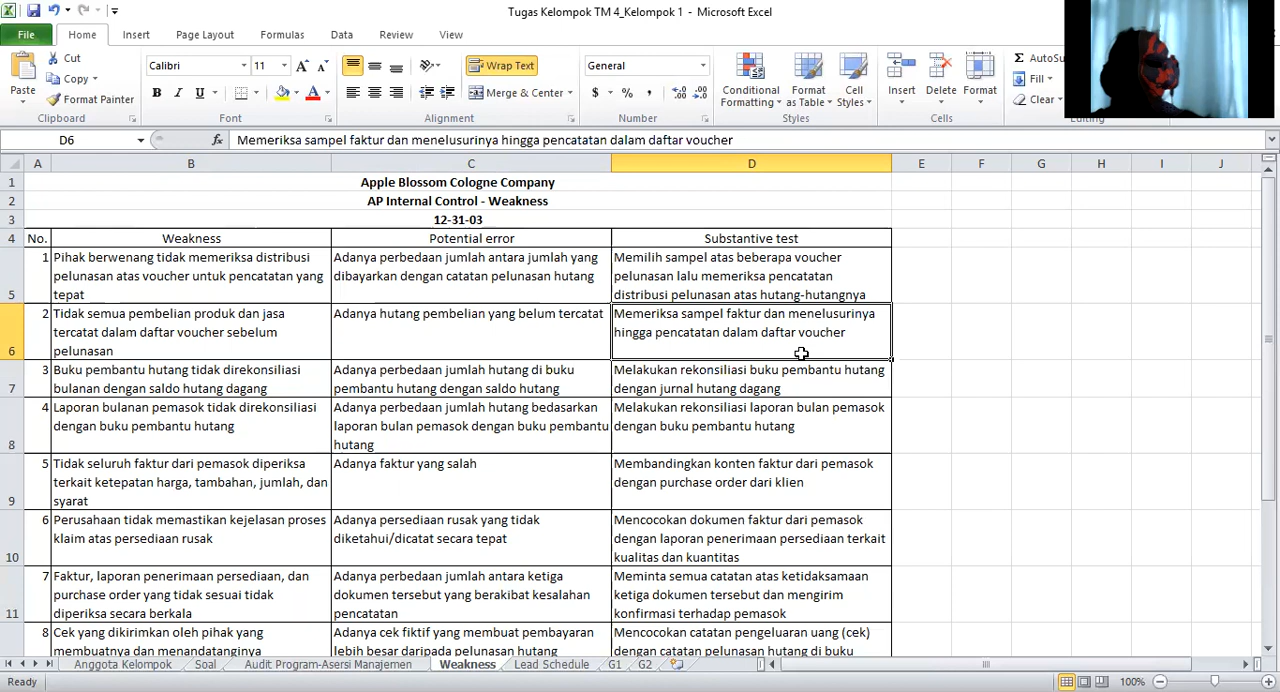 Tugas Kelompok TM 4_Kelompok 1 - Microsoft Excel
File Home Insert Page Layout Formulas Data Review View
Paste
Cut
Copy
Format Painter
Clipboard
Calibri 11
B I U
Font
Wrap Text
Merge & Center
Alignment
General
$ % ,
Number
Conditional Formatting
Format as Table
Cell Styles
Styles
Insert Delete Format
Cells
Σ AutoSu
Fill
Clear
D6
fx
Memeriksa sampel faktur dan menelusurinya hingga pencatatan dalam daftar voucher
A B C D E F G H I J
1 Apple Blossom Cologne Company
2 AP Internal Control - Weakness
3 12-31-03
4 No. Weakness Potential error Substantive test
1 Pihak berwenang tidak memeriksa distribusi Adanya perbedaan jumlah antara jumlah yang Memilih sampel atas beberapa voucher
pelunasan atas voucher untuk pencatatan yang dibayarkan dengan catatan pelunasan hutang pelunasan lalu memeriksa pencatatan
5 tepat distribusi pelunasan atas hutang-hutangnya
2 Tidak semua pembelian produk dan jasa Adanya hutang pembelian yang belum tercatat Memeriksa sampel faktur dan menelusurinya
tercatat dalam daftar voucher sebelum hingga pencatatan dalam daftar voucher
6 pelunasan
3 Buku pembantu hutang tidak direkonsiliasi Adanya perbedaan jumlah hutang di buku Melakukan rekonsiliasi buku pembantu hutang
7 bulanan dengan saldo hutang dagang pembantu hutang dengan saldo hutang dengan jurnal hutang dagang
4 Laporan bulanan pemasok tidak direkonsiliasi Adanya perbedaan jumlah hutang bedasarkan Melakukan rekonsiliasi laporan bulan pemasok
dengan buku pembantu hutang laporan bulan pemasok dengan buku pembantu dengan buku pembantu hutang
8 hutang
5 Tidak seluruh faktur dari pemasok diperiksa Adanya faktur yang salah Membandingkan konten faktur dari pemasok
terkait ketepatan harga, tambahan, jumlah, dan dengan purchase order dari klien
9 syarat
6 Perusahaan tidak memastikan kejelasan proses Adanya persediaan rusak yang tidak Mencocokan dokumen faktur dari pemasok
klaim atas persediaan rusak diketahui/dicatat secara tepat dengan laporan penerimaan persediaan terkait
10 kualitas dan kuantitas
7 Faktur, laporan penerimaan persediaan, dan Adanya perbedaan jumlah antara ketiga Meminta semua catatan atas ketidaksamaan
purchase order yang tidak sesuai tidak dokumen tersebut yang berakibat kesalahan ketiga dokumen tersebut dan mengirim
11 diperiksa secara berkala pencatatan konfirmasi terhadap pemasok
8 Cek yang dikirimkan oleh pihak yang Adanya cek fiktif yang membuat pembayaran Mencocokan catatan pengeluaran uang (cek)
membuatnya dan menandatanginya lebih besar daripada pelunasan hutang dengan catatan pelunasan hutang di buku
Anggota Kelompok Soal Audit Program-Asersi Manajemen Weakness Lead Schedule G1 G2
Ready 100%